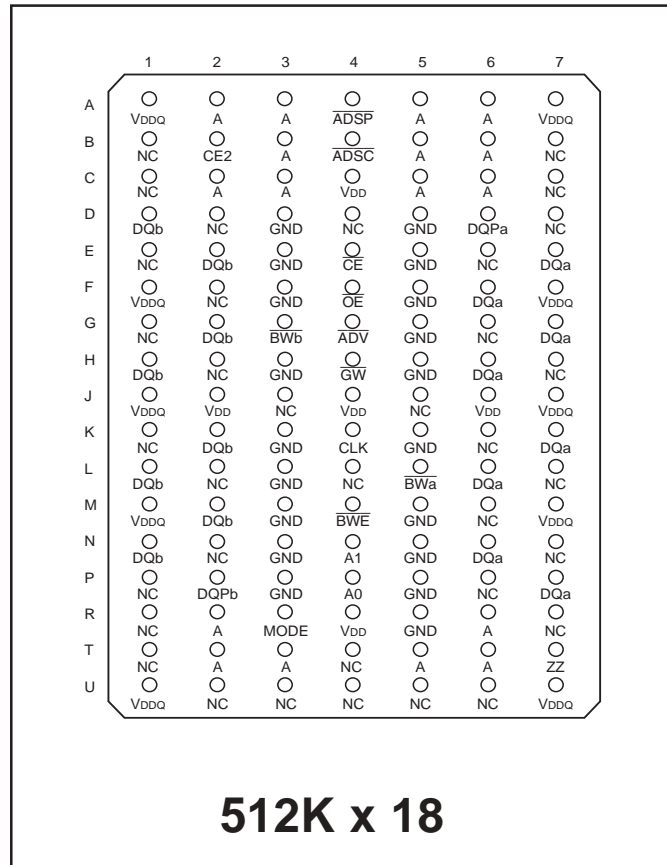 1 2 3 4 5 6 7
A
VDDQ A A ADSP A A VDDQ
B
NC CE2 A ADSC A A NC
C
NC A A VDD A A NC
D
DQb NC GND NC GND DQPa NC
E
NC DQb GND CE GND NC DQa
F
VDDQ NC GND OE GND DQa VDDQ
G
NC DQb BWb ADV GND NC DQa
H
DQb NC GND GW GND DQa NC
J
VDDQ VDD NC VDD NC VDD VDDQ
K
NC DQb GND CLK GND NC DQa
L
DQb NC GND NC BWa DQa NC
M
VDDQ DQb GND BWE GND NC VDDQ
N
DQb NC GND A1 GND DQa NC
P
NC DQPb GND A0 GND NC DQa
R
NC A MODE VDD GND A NC
T
NC A A NC A A ZZ
U
VDDQ NC NC NC NC NC VDDQ
512K x 18